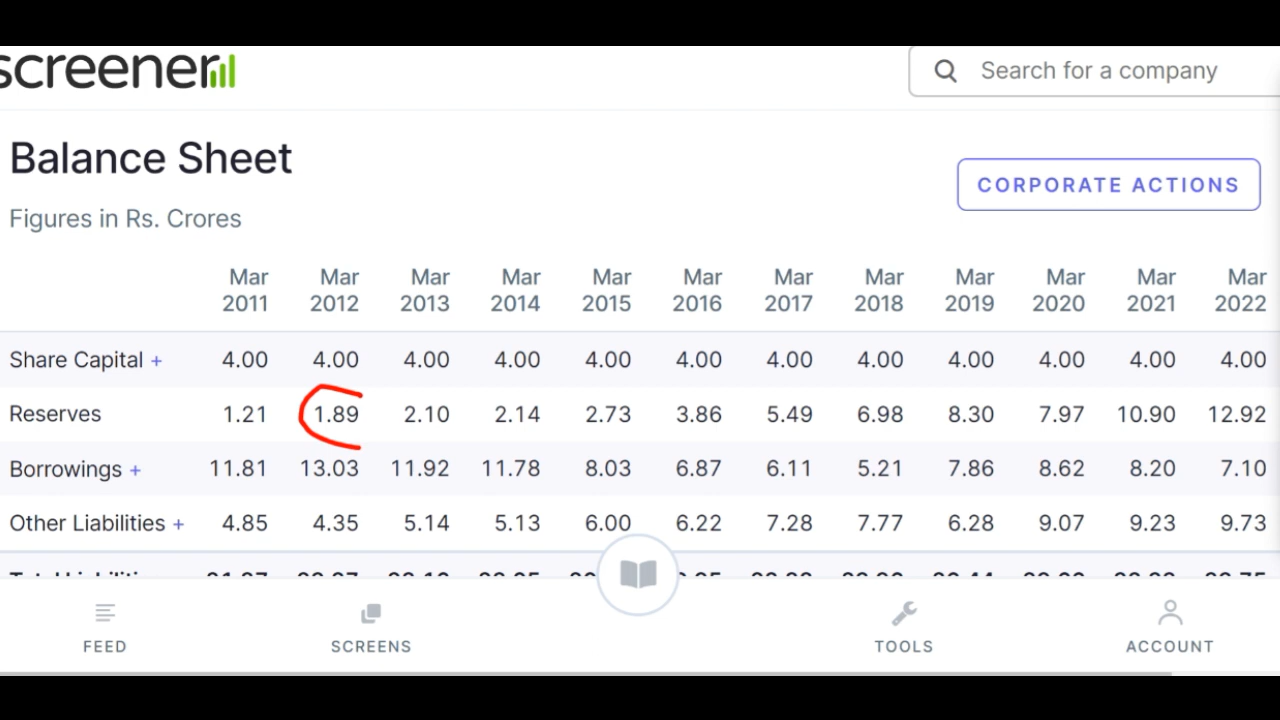 screener
Search for a company
Balance Sheet
CORPORATE ACTIONS
Figures in Rs. Crores
Mar 2011 Mar 2012 Mar 2013 Mar 2014 Mar 2015 Mar 2016 Mar 2017 Mar 2018 Mar 2019 Mar 2020 Mar 2021 Mar 2022
Share Capital + 4.00 4.00 4.00 4.00 4.00 4.00 4.00 4.00 4.00 4.00 4.00 4.00
Reserves 1.21 1.89 2.10 2.14 2.73 3.86 5.49 6.98 8.30 7.97 10.90 12.92
Borrowings + 11.81 13.03 11.92 11.78 8.03 6.87 6.11 5.21 7.86 8.62 8.20 7.10
Other Liabilities + 4.85 4.35 5.14 5.13 6.00 6.22 7.28 7.77 6.28 9.07 9.23 9.73
FEED SCREENS TOOLS ACCOUNT